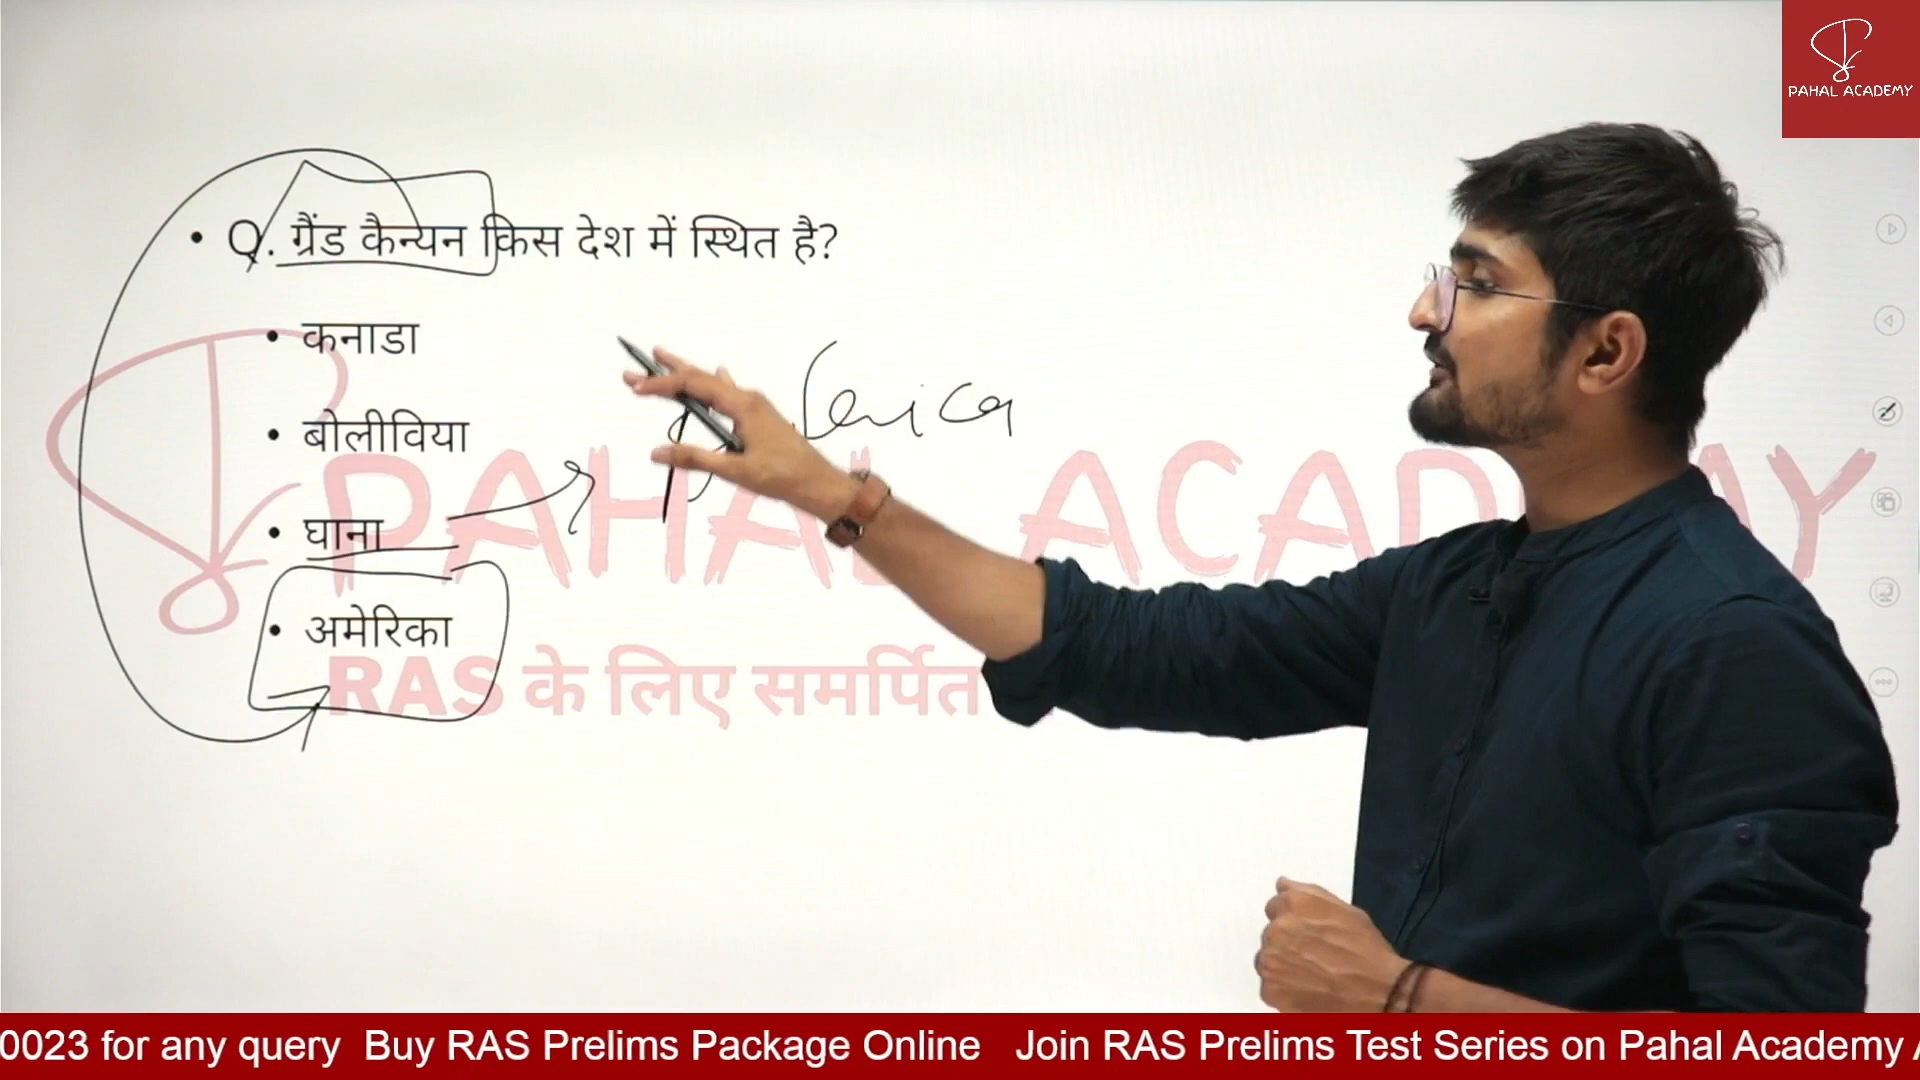 PAHAL ACADEMY
• Q. ग्रैंड कैन्यन किस देश में स्थित है?
• कनाडा
• बोलीविया
• घाना
• अमेरिका
PAHAL ACADEMY
RAS के लिए समर्पित
0023 for any query Buy RAS Prelims Package Online Join RAS Prelims Test Series on Pahal Academy